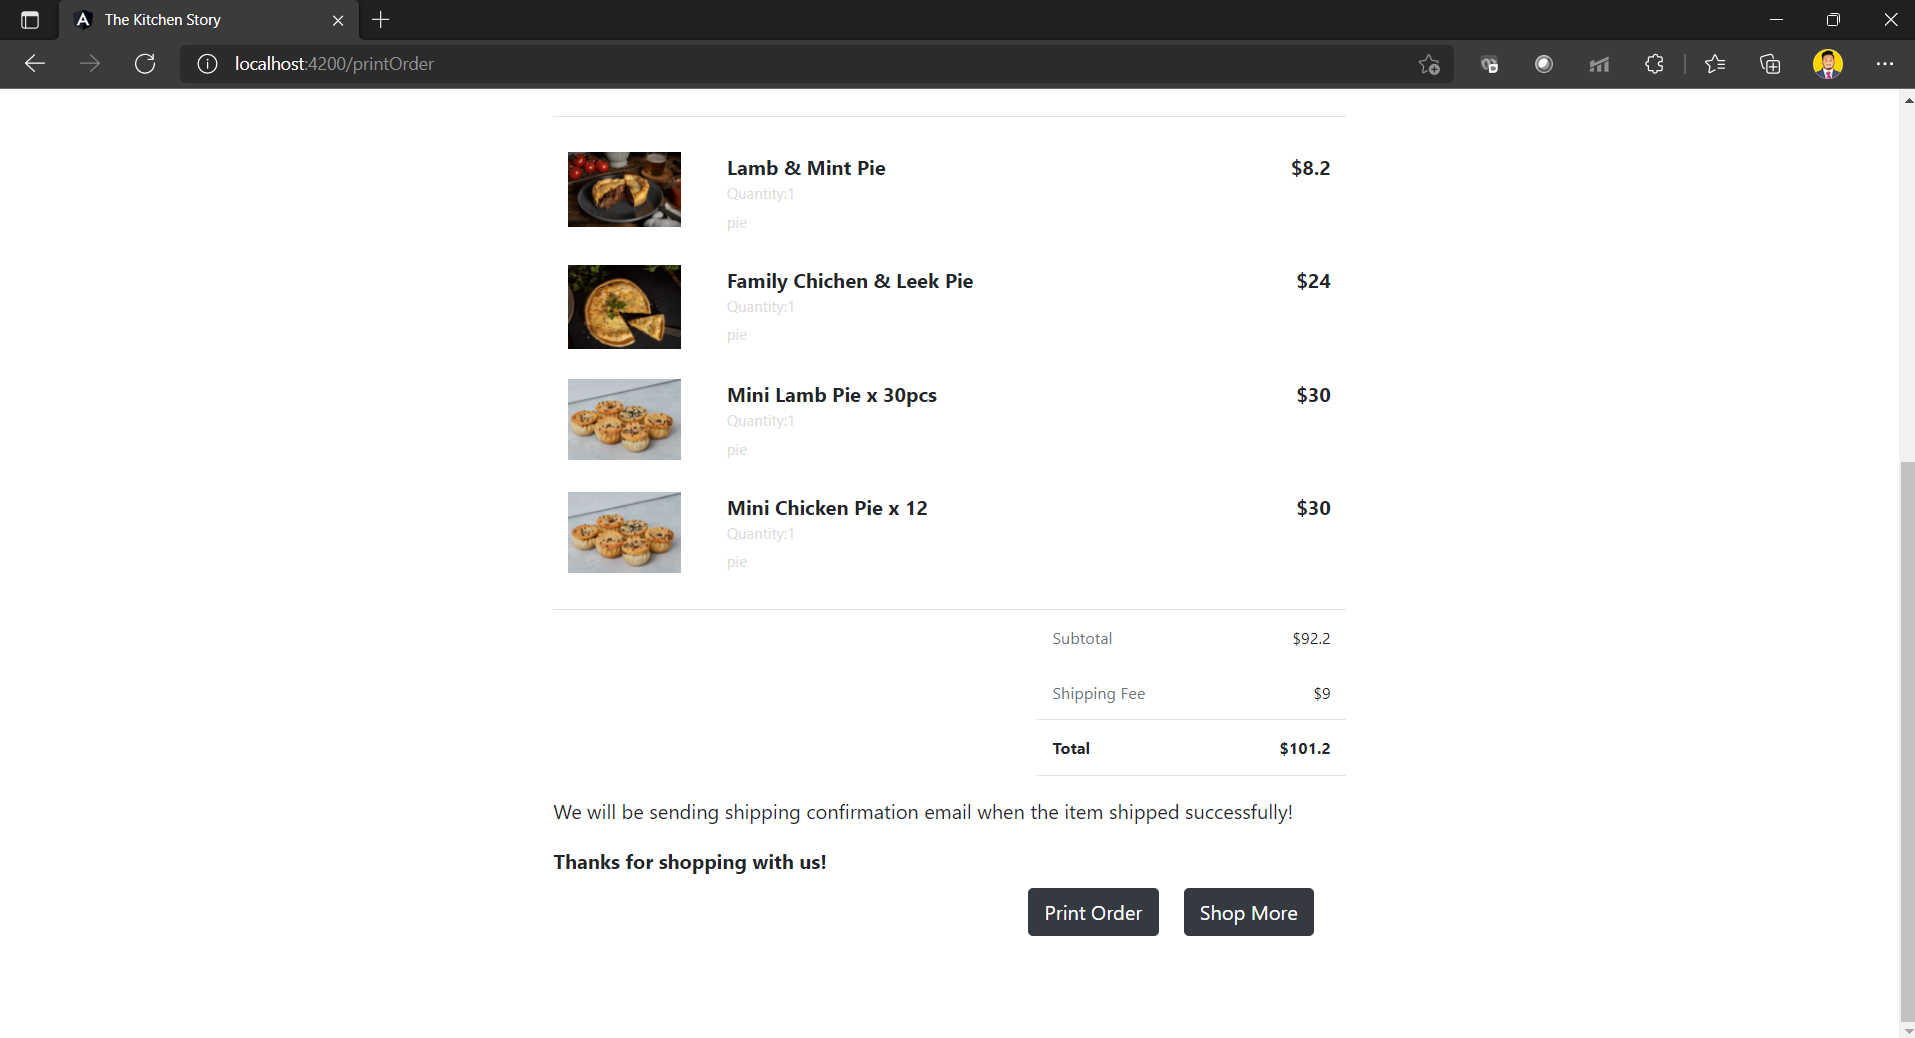 The Kitchen Story
localhost:4200/printOrder
Lamb & Mint Pie $8.2
Quantity:1
pie
Family Chichen & Leek Pie $24
Quantity:1
pie
Mini Lamb Pie x 30pcs $30
Quantity:1
pie
Mini Chicken Pie x 12 $30
Quantity:1
pie
Subtotal $92.2
Shipping Fee $9
Total $101.2
We will be sending shipping confirmation email when the item shipped successfully!
Thanks for shopping with us!
Print Order Shop More